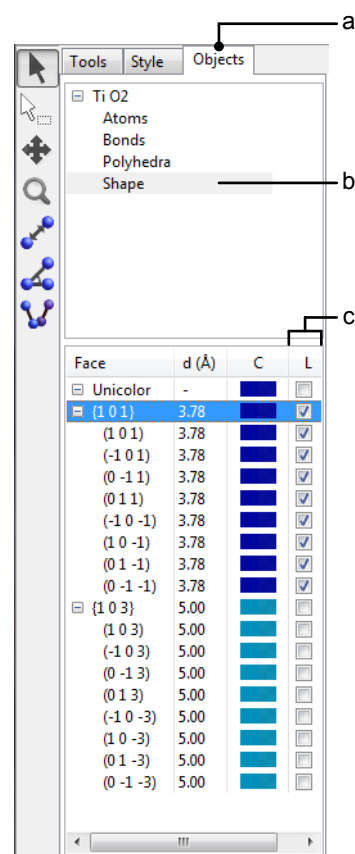 a
Tools Style Objects
Ti O2
Atoms
Bonds
Polyhedra
Shape
b
c
Face d (Å) C L
Unicolor -
{1 0 1} 3.78
(1 0 1) 3.78
(-1 0 1) 3.78
(0 -1 1) 3.78
(0 1 1) 3.78
(-1 0 -1) 3.78
(1 0 -1) 3.78
(0 1 -1) 3.78
(0 -1 -1) 3.78
{1 0 3} 5.00
(1 0 3) 5.00
(-1 0 3) 5.00
(0 -1 3) 5.00
(0 1 3) 5.00
(-1 0 -3) 5.00
(1 0 -3) 5.00
(0 1 -3) 5.00
(0 -1 -3) 5.00